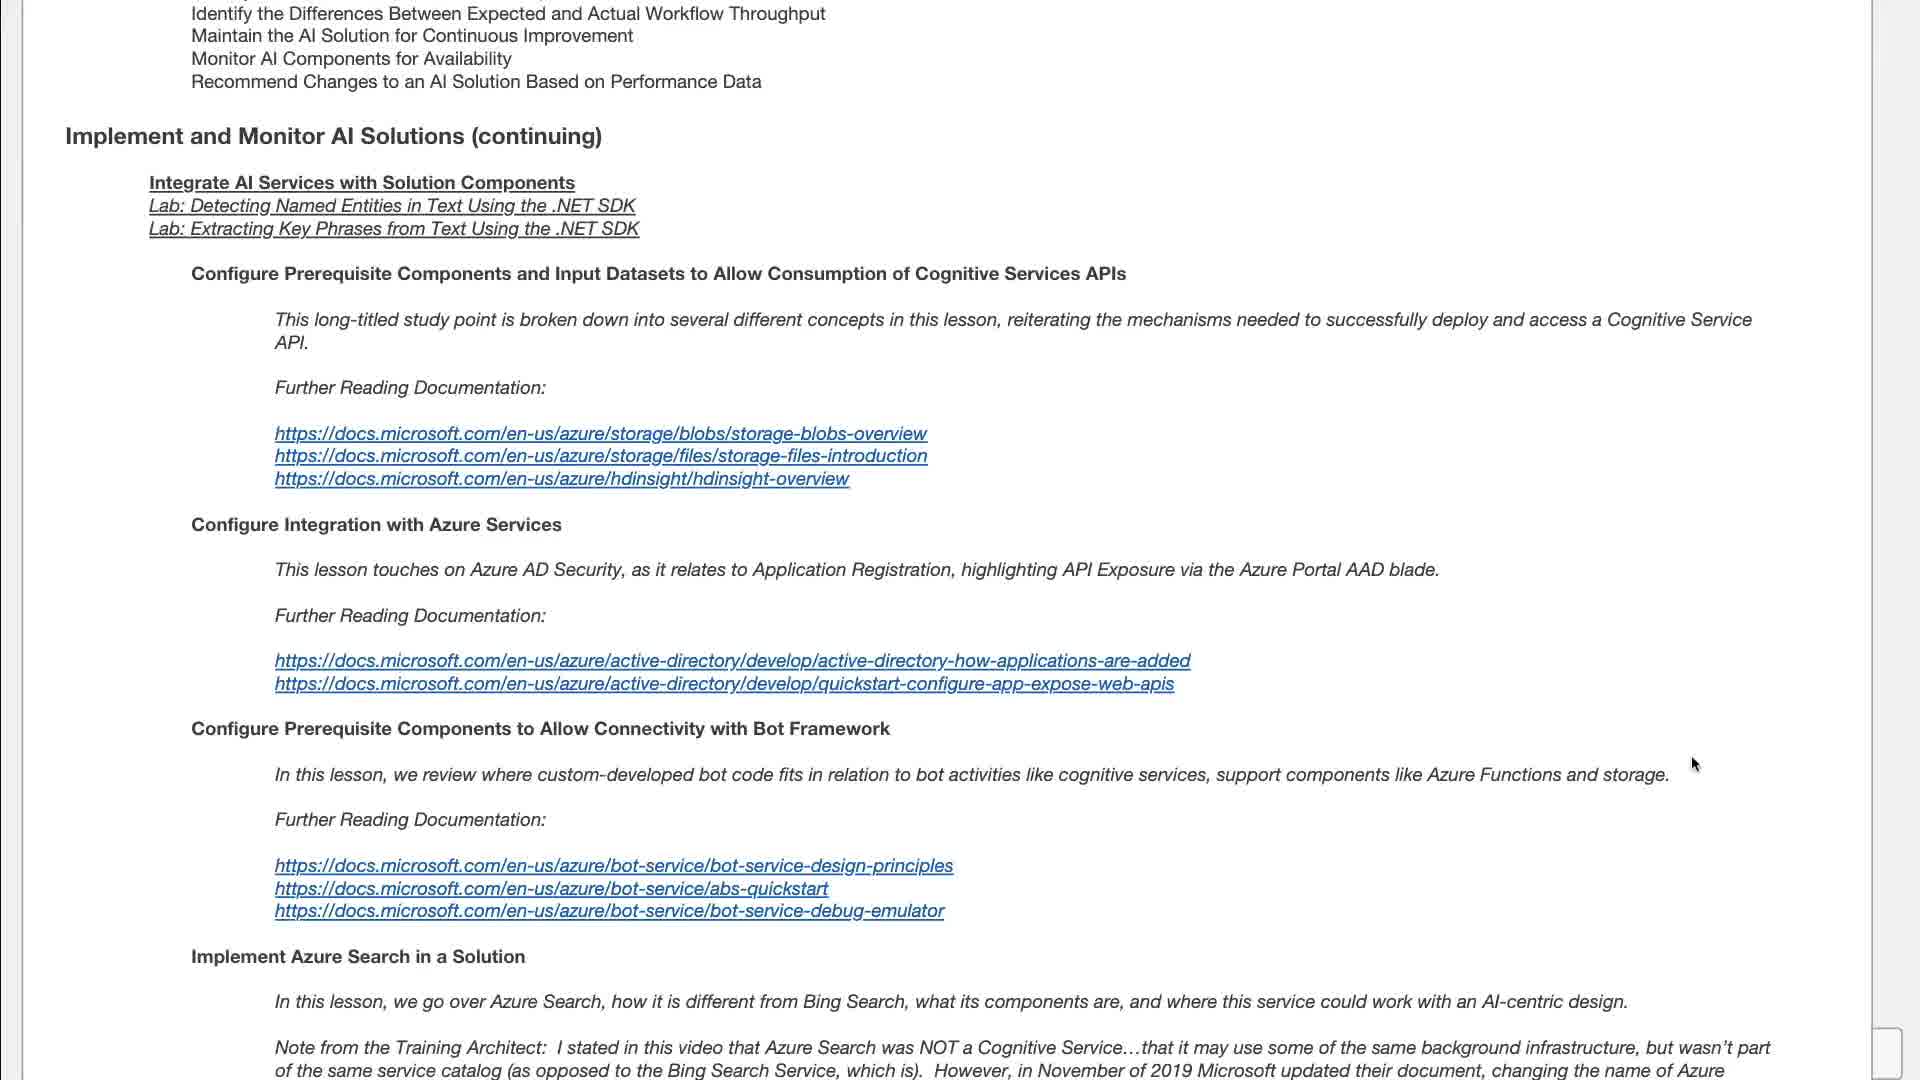 Identify the Differences Between Expected and Actual Workflow Throughput
Maintain the AI Solution for Continuous Improvement
Monitor AI Components for Availability
Recommend Changes to an AI Solution Based on Performance Data
Implement and Monitor AI Solutions (continuing)
Integrate AI Services with Solution Components
Lab: Detecting Named Entities in Text Using the .NET SDK
Lab: Extracting Key Phrases from Text Using the .NET SDK
Configure Prerequisite Components and Input Datasets to Allow Consumption of Cognitive Services APIs
This long-titled study point is broken down into several different concepts in this lesson, reiterating the mechanisms needed to successfully deploy and access a Cognitive Service
API.
Further Reading Documentation:
https://docs.microsoft.com/en-us/azure/storage/blobs/storage-blobs-overview
https://docs.microsoft.com/en-us/azure/storage/files/storage-files-introduction
https://docs.microsoft.com/en-us/azure/hdinsight/hdinsight-overview
Configure Integration with Azure Services
This lesson touches on Azure AD Security, as it relates to Application Registration, highlighting API Exposure via the Azure Portal AAD blade.
Further Reading Documentation:
https://docs.microsoft.com/en-us/azure/active-directory/develop/active-directory-how-applications-are-added
https://docs.microsoft.com/en-us/azure/active-directory/develop/quickstart-configure-app-expose-web-apis
Configure Prerequisite Components to Allow Connectivity with Bot Framework
In this lesson, we review where custom-developed bot code fits in relation to bot activities like cognitive services, support components like Azure Functions and storage.
Further Reading Documentation:
https://docs.microsoft.com/en-us/azure/bot-service/bot-service-design-principles
https://docs.microsoft.com/en-us/azure/bot-service/abs-quickstart
https://docs.microsoft.com/en-us/azure/bot-service/bot-service-debug-emulator
Implement Azure Search in a Solution
In this lesson, we go over Azure Search, how it is different from Bing Search, what its components are, and where this service could work with an AI-centric design.
Note from the Training Architect:  I stated in this video that Azure Search was NOT a Cognitive Service…that it may use some of the same background infrastructure, but wasn't part
of the same service catalog (as opposed to the Bing Search Service, which is).  However, in November of 2019 Microsoft updated their document, changing the name of Azure